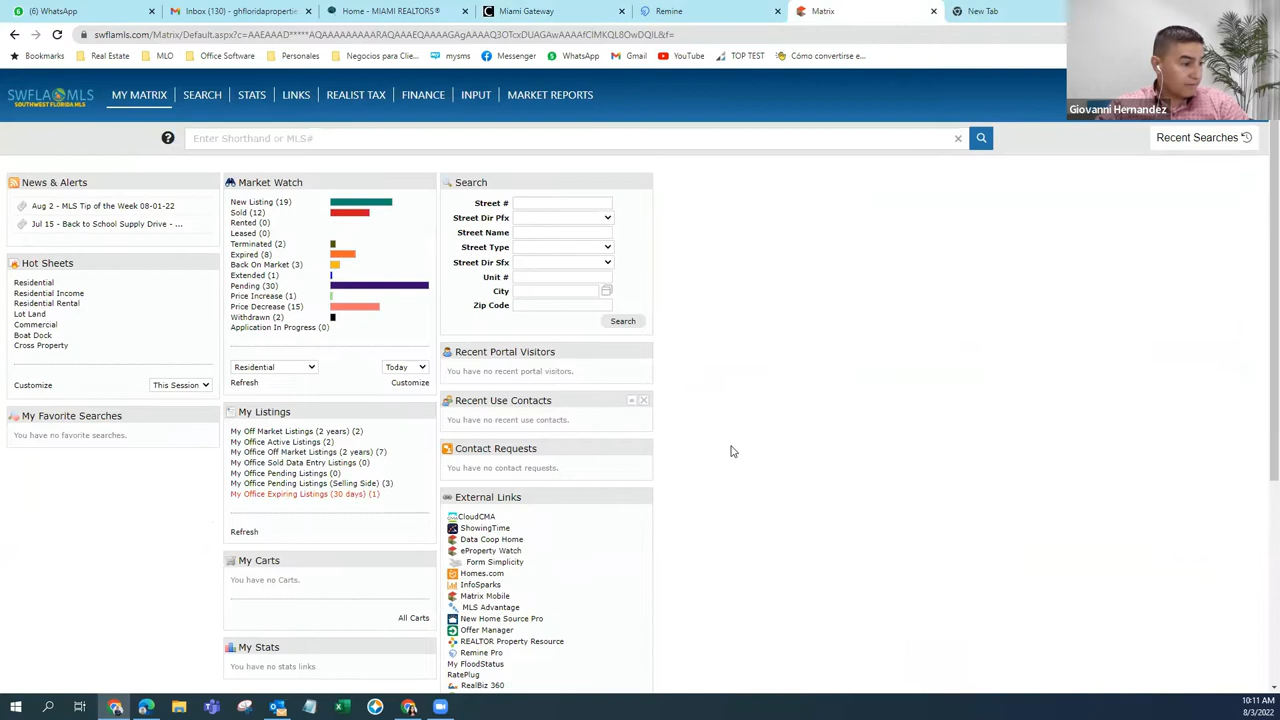 (6) WhatsApp
Inbox (130) - ghfloridapropertie
Home - MIAMI REALTORS®
Miami Gateway
Remine
Matrix
New Tab
swflamls.com/Matrix/Default.aspx?
Bookmarks
Real Estate
MLO
Office Software
Personales
Negocios para Clie...
mysms
Messenger
WhatsApp
Gmail
YouTube
TOP TEST
Cómo convertirse e...
SWFLA MLS
SOUTHWEST FLORIDA MLS
MY MATRIX
SEARCH
STATS
LINKS
REALIST TAX
FINANCE
INPUT
MARKET REPORTS
Giovanni Hernandez
Enter Shorthand or MLS#
Recent Searches
News & Alerts
Aug 2 - MLS Tip of the Week 08-01-22
Jul 15 - Back to School Supply Drive - ...
Hot Sheets
Residential
Residential Income
Residential Rental
Lot Land
Commercial
Boat Dock
Cross Property
Customize
This Session
My Favorite Searches
You have no favorite searches.
Market Watch
New Listing (19)
Sold (12)
Rented (0)
Leased (0)
Terminated (2)
Expired (8)
Back On Market (3)
Extended (1)
Pending (30)
Price Increase (1)
Price Decrease (15)
Withdrawn (2)
Application In Progress (0)
Residential
Today
Refresh
Customize
My Listings
My Off Market Listings (2 years) (2)
My Office Active Listings (2)
My Office Off Market Listings (2 years) (7)
My Office Sold Data Entry Listings (0)
My Office Pending Listings (0)
My Office Pending Listings (Selling Side) (3)
My Office Expiring Listings (30 days) (1)
Refresh
My Carts
You have no Carts.
All Carts
My Stats
You have no stats links
Search
Street #
Street Dir Pfx
Street Name
Street Type
Street Dir Sfx
Unit #
City
Zip Code
Search
Recent Portal Visitors
You have no recent portal visitors.
Recent Use Contacts
You have no recent use contacts.
Contact Requests
You have no contact requests.
External Links
CloudCMA
ShowingTime
Data Coop Home
eProperty Watch
Form Simplicity
Homes.com
InfoSparks
Matrix Mobile
MLS Advantage
New Home Source Pro
Offer Manager
REALTOR Property Resource
Remine Pro
My FloodStatus
RatePlug
RealBiz 360
10:11 AM
8/3/2022